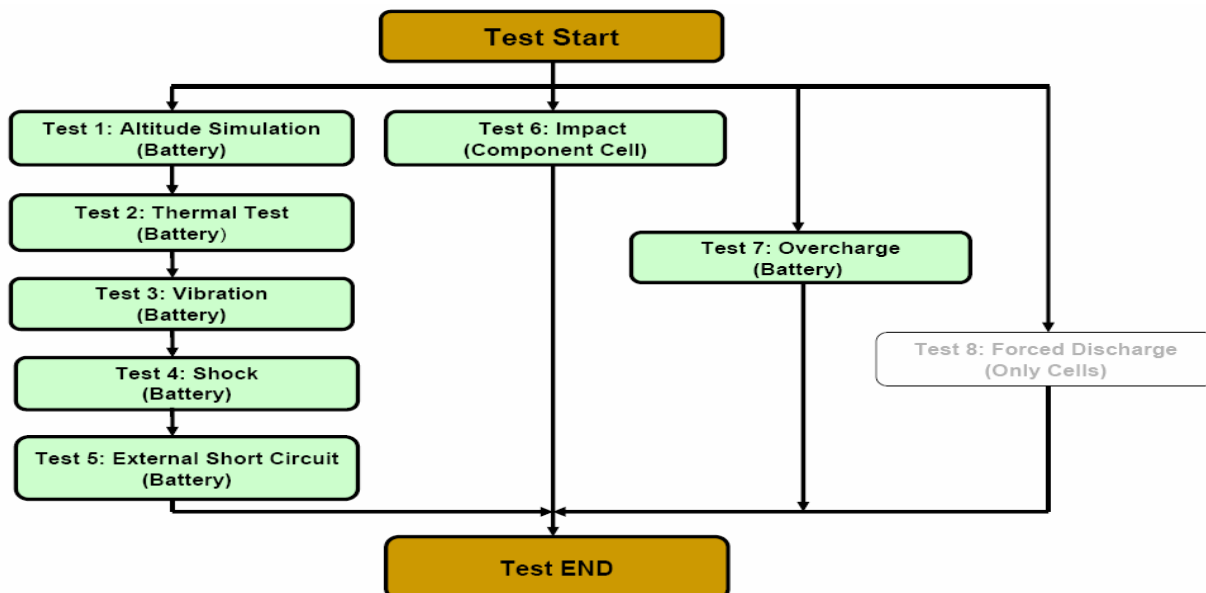 Test Start
Test 1: Altitude Simulation
(Battery)
Test 2: Thermal Test
(Battery)
Test 3: Vibration
(Battery)
Test 4: Shock
(Battery)
Test 5: External Short Circuit
(Battery)
Test 6: Impact
(Component Cell)
Test 7: Overcharge
(Battery)
Test 8: Forced Discharge
(Only Cells)
Test END